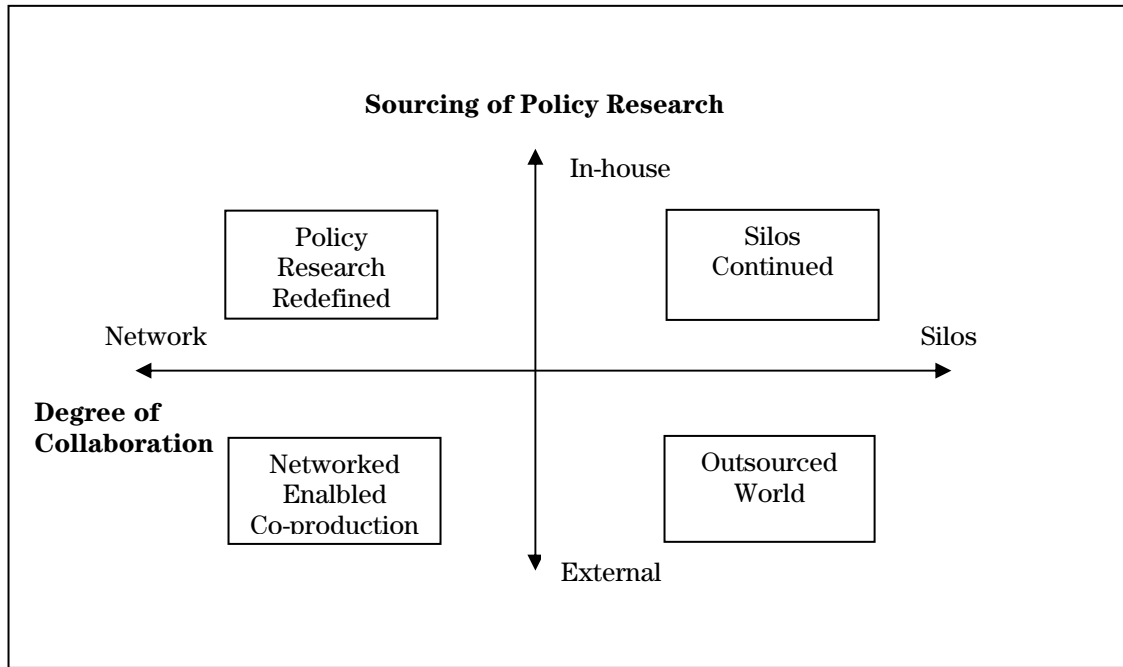 Sourcing of Policy Research
In-house
Policy
Research
Redefined
Silos
Continued
Network
Silos
Degree of
Collaboration
Networked
Enalbled
Co-production
Outsourced
World
External